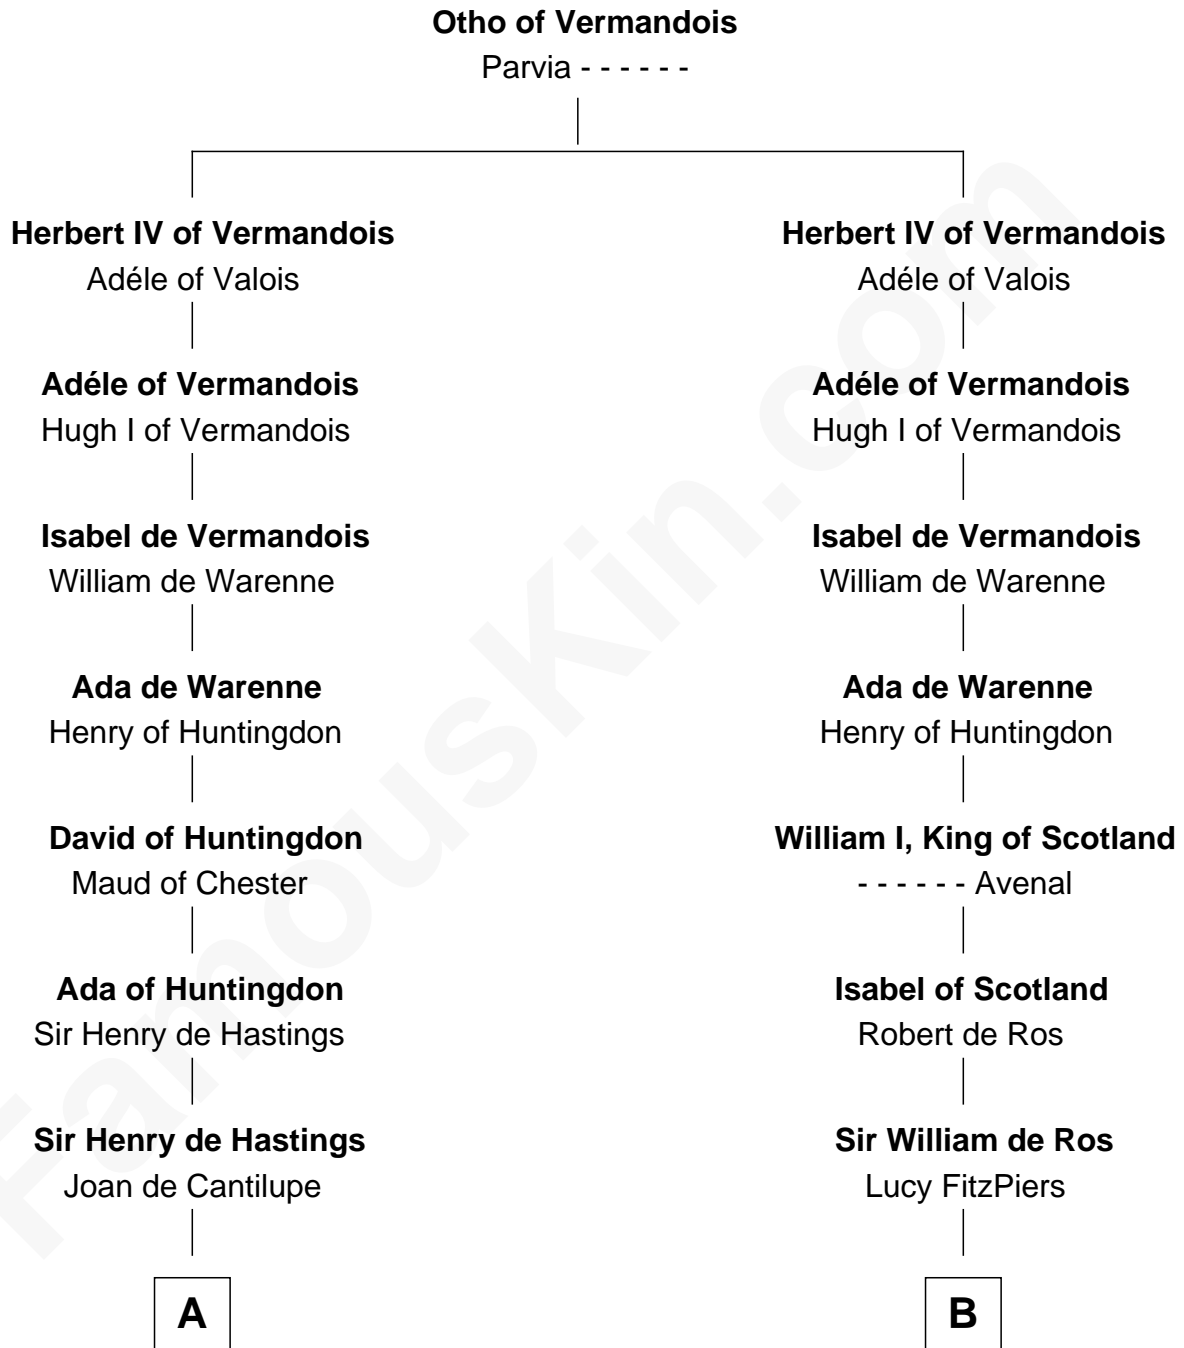 Otho of Vermandois
Parvia - - - - - -
Herbert IV of Vermandois
Adéle of Valois
Adéle of Vermandois
Hugh I of Vermandois
Isabel de Vermandois
William de Warenne
Ada de Warenne
Henry of Huntingdon
David of Huntingdon
Maud of Chester
Ada of Huntingdon
Sir Henry de Hastings
Sir Henry de Hastings
Joan de Cantilupe
A
Herbert IV of Vermandois
Adéle of Valois
Adéle of Vermandois
Hugh I of Vermandois
Isabel de Vermandois
William de Warenne
Ada de Warenne
Henry of Huntingdon
William I, King of Scotland
- - - - - - Avenal
Isabel of Scotland
Robert de Ros
Sir William de Ros
Lucy FitzPiers
B
FamousKin.com